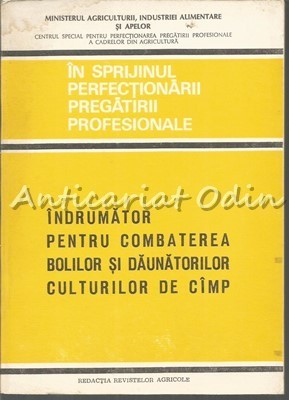 MINISTERUL AGRICULTURII, INDUSTRIEI ALIMENTARE
ȘI APELOR
CENTRUL SPECIAL PENTRU PERFECȚIONAREA PREGĂTIRII PROFESIONALE
A CADRELOR DIN AGRICULTURĂ
ÎN SPRIJINUL
PERFECȚIONĂRII
PREGĂTIRII
PROFESIONALE
Anticariat Odin
ÎNDRUMĂTOR
PENTRU COMBATEREA
BOLILOR ȘI DĂUNĂTORILOR
CULTURILOR DE CÎMP
REDACȚIA REVISTELOR AGRICOLE